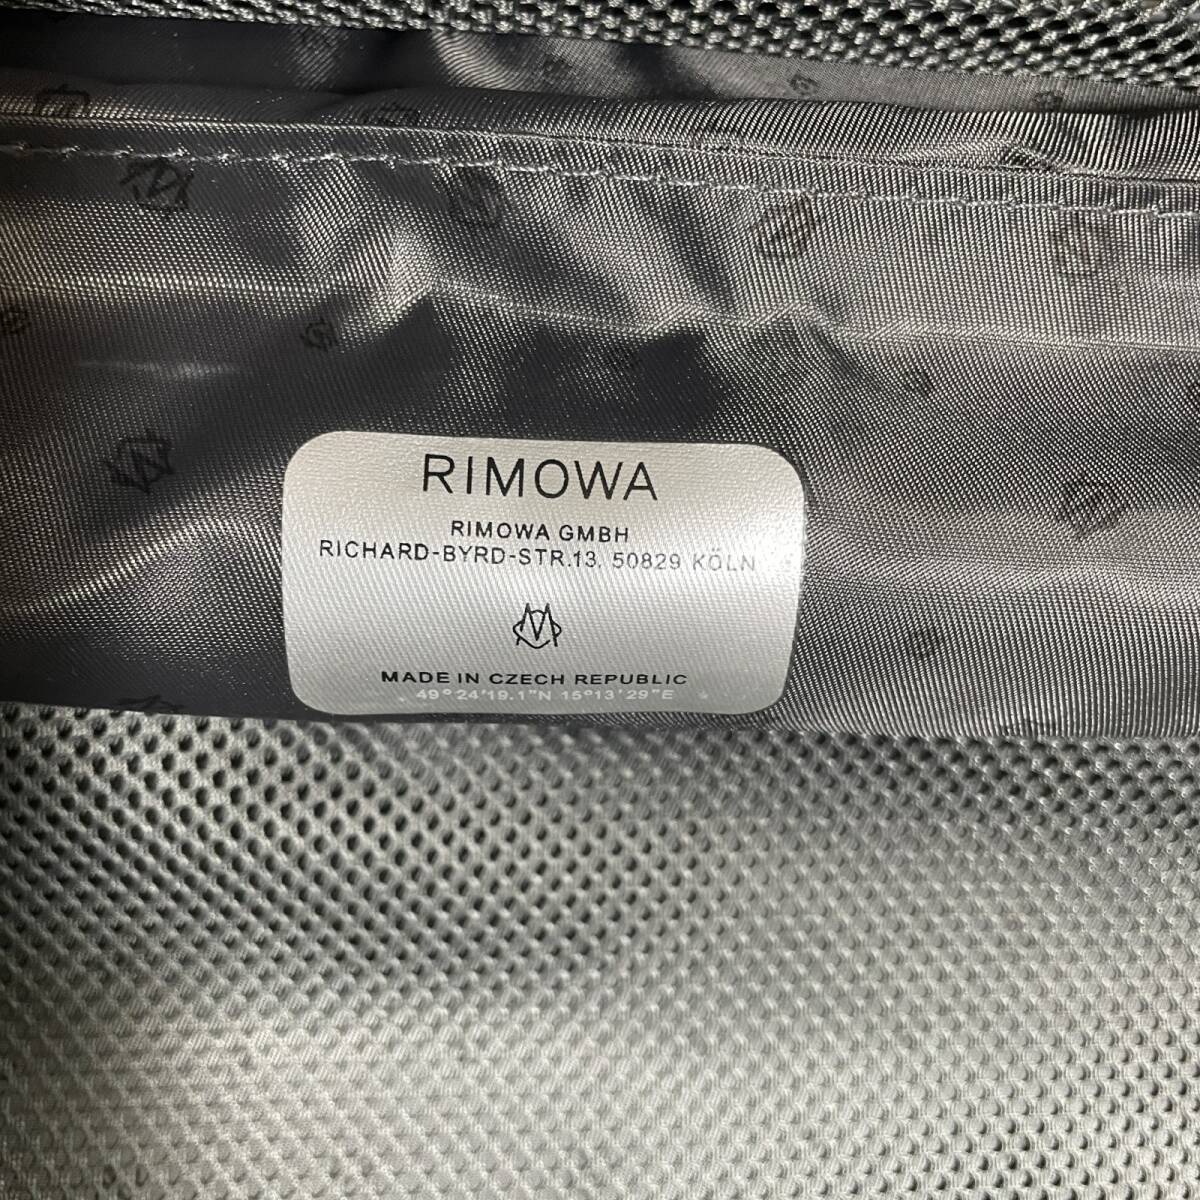 RIMOWA
RIMOWA GMBH
RICHARD-BYRD-STR.13, 50829 KÖLN
MADE IN CZECH REPUBLIC
49°24'19.1"N 15°13'29"E